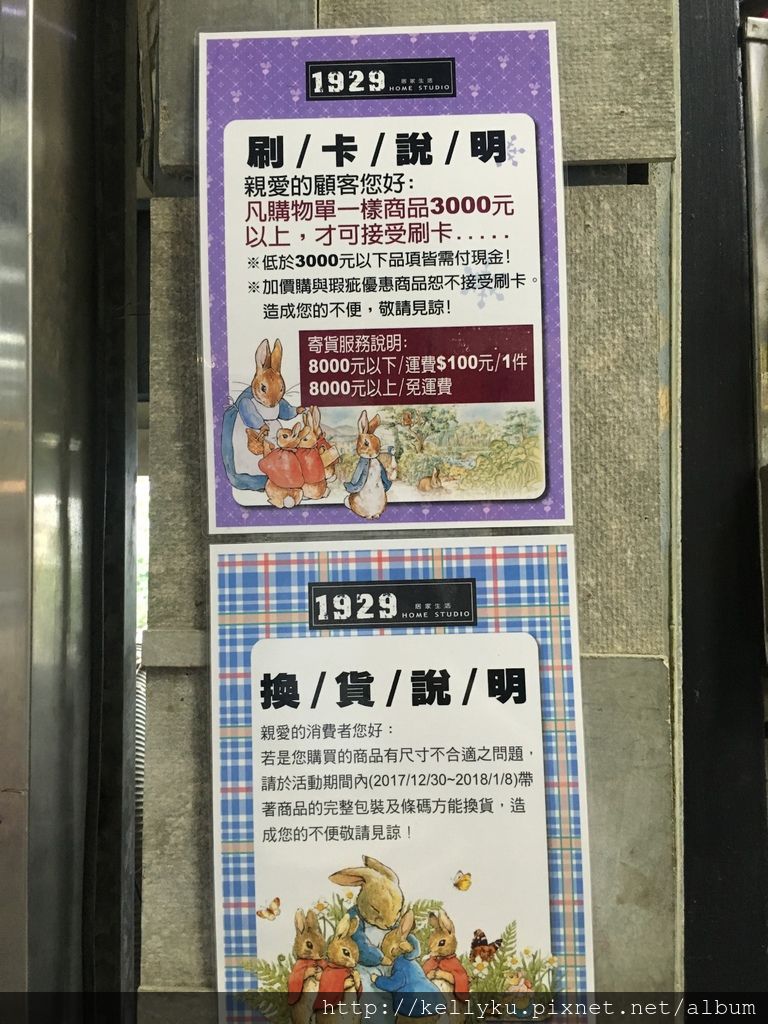 1929 居家生活
HOME STUDIO
刷/卡/說/明
親愛的顧客您好:
凡購物單一樣商品3000元
以上，才可接受刷卡.....
※低於3000元以下品項皆需付現金!
※加價購與瑕疵優惠商品恕不接受刷卡。
造成您的不便，敬請見諒!
寄貨服務說明:
8000元以下/運費$100元/1件
8000元以上/免運費
1929 居家生活
HOME STUDIO
換/貨/說/明
親愛的消費者您好：
若是您購買的商品有尺寸不合適之問題，
請於活動期間內(2017/12/30~2018/1/8)帶
著商品的完整包裝及條碼方能換貨，造
成您的不便敬請見諒！
http://kellyku.pixnet.net/album